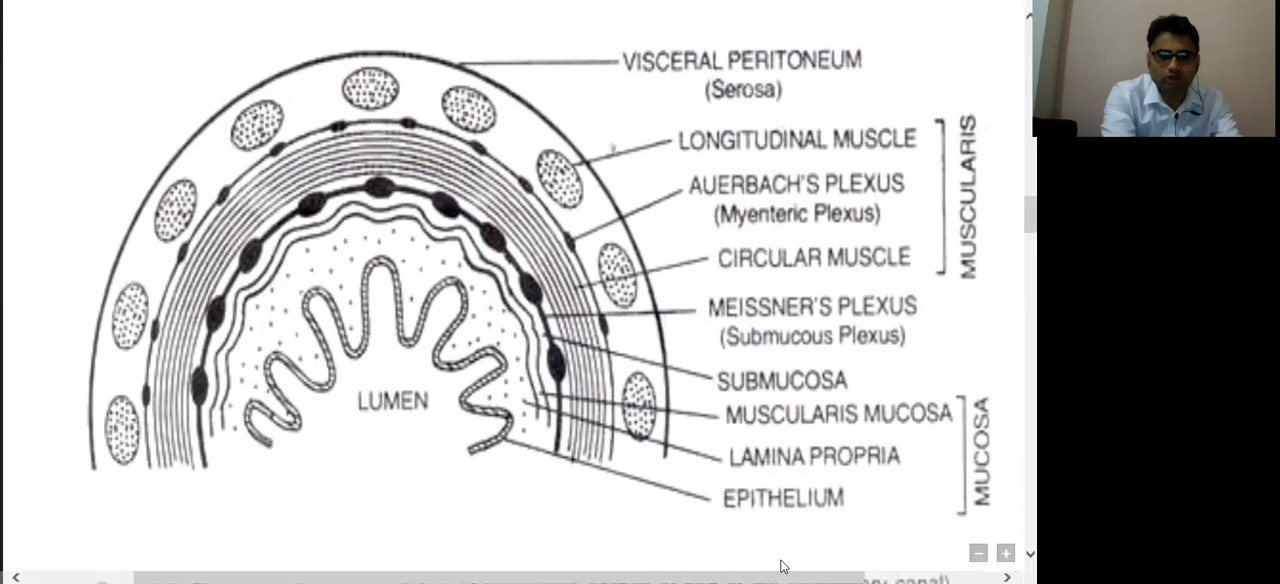 VISCERAL PERITONEUM
(Serosa)
LONGITUDINAL MUSCLE
AUERBACH'S PLEXUS
(Myenteric Plexus)
CIRCULAR MUSCLE
MUSCULARIS
MEISSNER'S PLEXUS
(Submucous Plexus)
SUBMUCOSA
MUSCULARIS MUCOSA
LAMINA PROPRIA
EPITHELIUM
MUCOSA
LUMEN